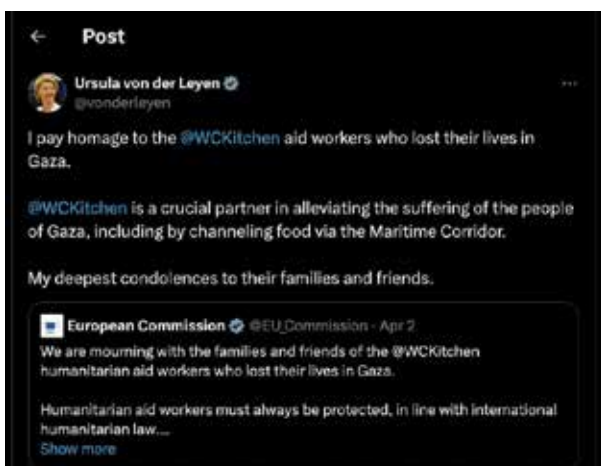 Post
Ursula von der Leyen
@vonderleyen
I pay homage to the @WCKitchen aid workers who lost their lives in
Gaza.
@WCKitchen is a crucial partner in alleviating the suffering of the people
of Gaza, including by channeling food via the Maritime Corridor.
My deepest condolences to their families and friends.
European Commission @EU_Commission · Apr 2
We are mourning with the families and friends of the @WCKitchen
humanitarian aid workers who lost their lives in Gaza.
Humanitarian aid workers must always be protected, in line with international
humanitarian law....
Show more